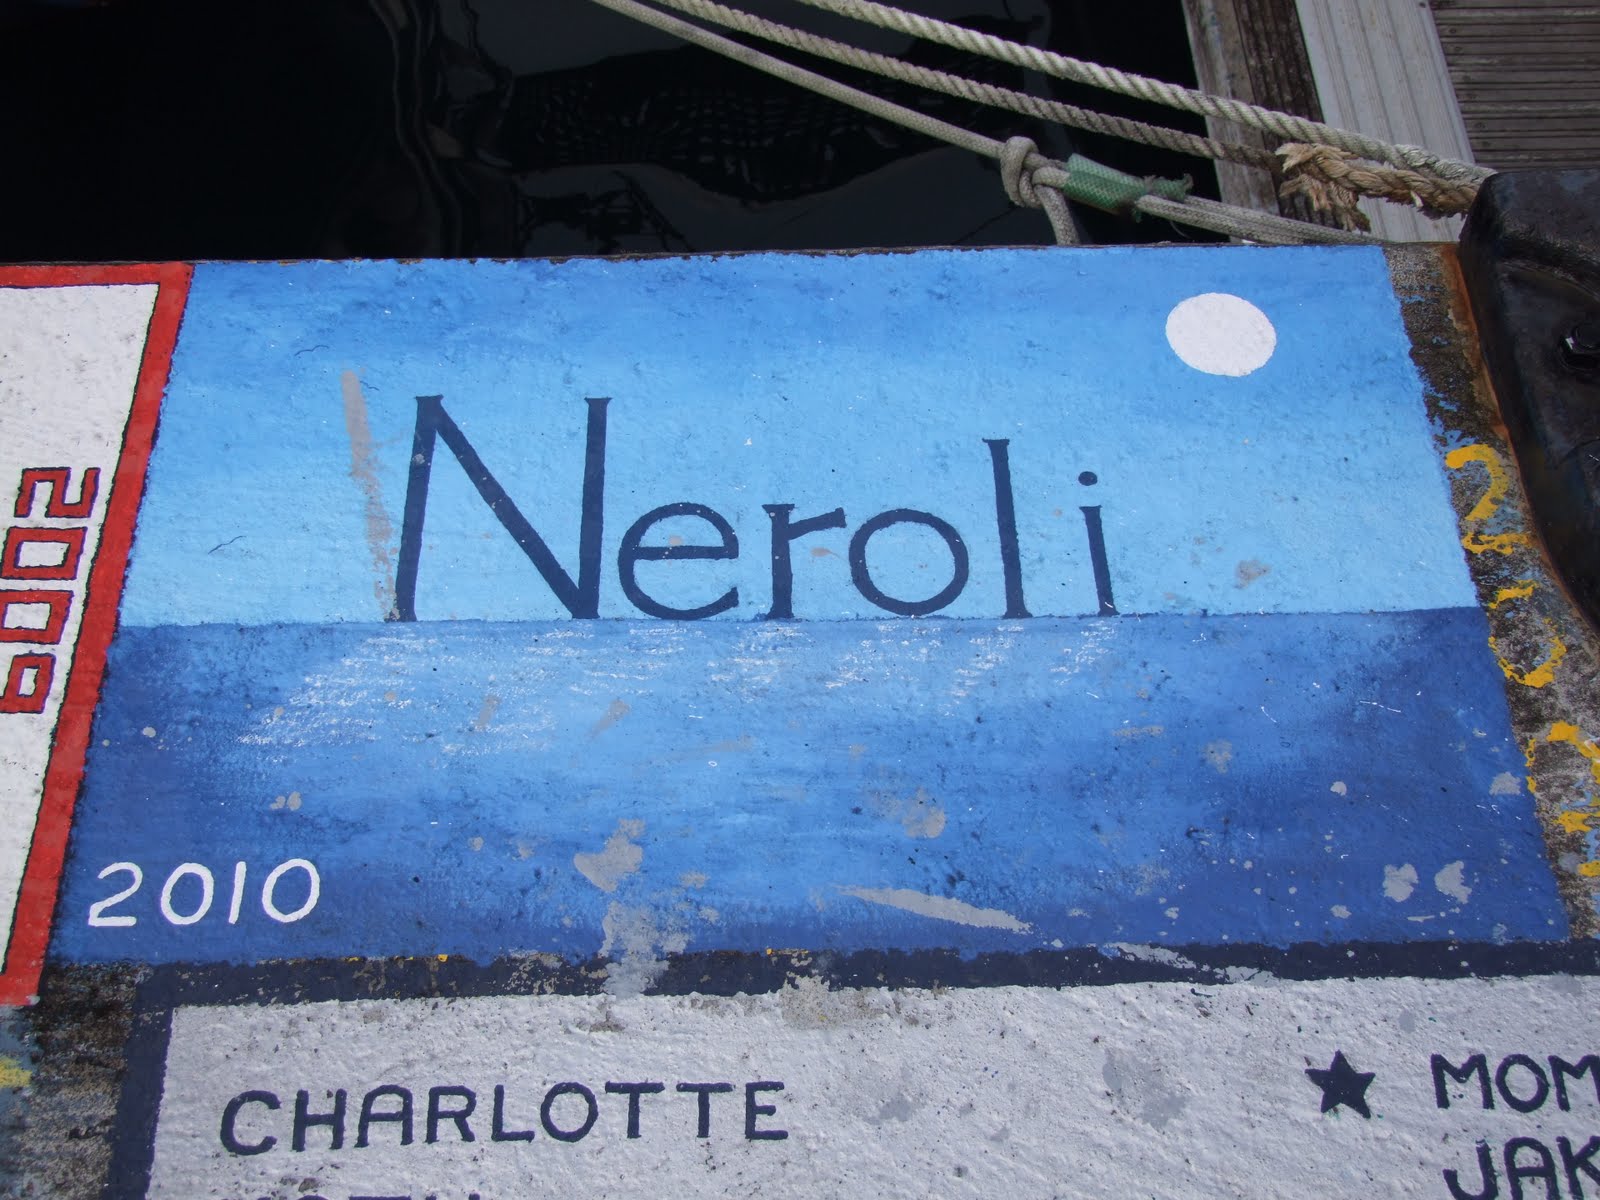 Neroli
2010
2009
CHARLOTTE
★ MOM
JAK